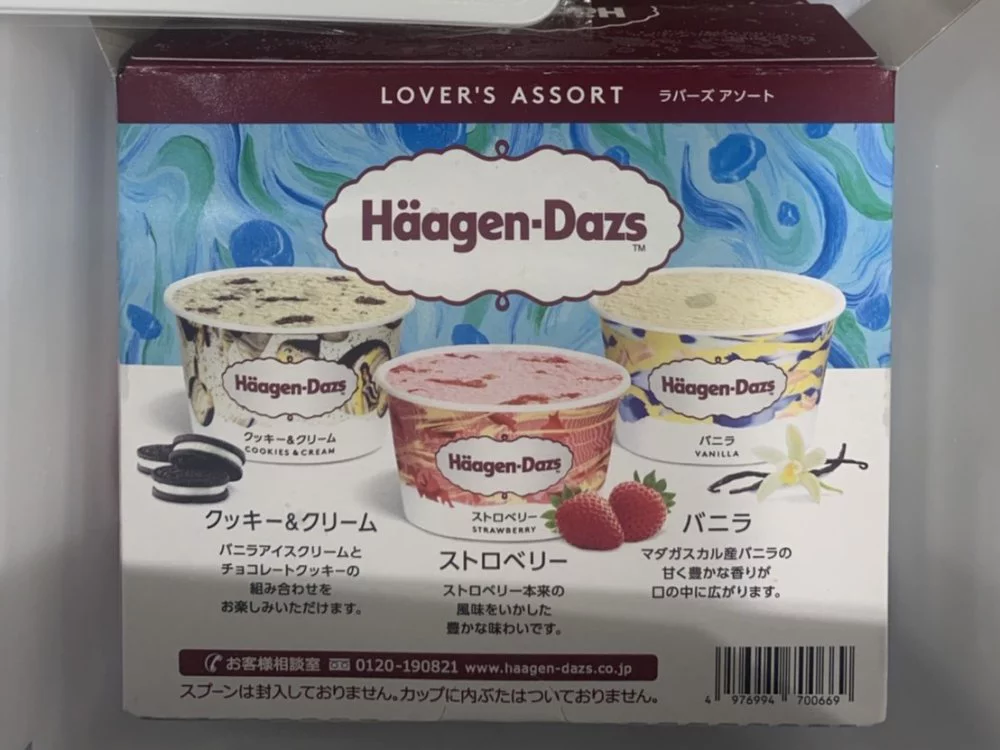 H
LOVER'S ASSORT ラバーズ アソート
Häagen-Dazs
TM
Häagen-Dazs
クッキー&クリーム
COOKIES & CREAM
Häagen-Dazs
ストロベリー
STRAWBERRY
Häagen-Dazs
バニラ
VANILLA
クッキー&クリーム
バニラアイスクリームと
チョコレートクッキーの
組み合わせを
お楽しみいただけます。
ストロベリー
ストロベリー本来の
風味をいかした
豊かな味わいです。
バニラ
マダガスカル産バニラの
甘く豊かな香りが
口の中に広がります。
お客様相談室 0120-190821 www.haagen-dazs.co.jp
スプーンは封入しておりません。カップに内ぶたはついておりません。
4 976994 700669